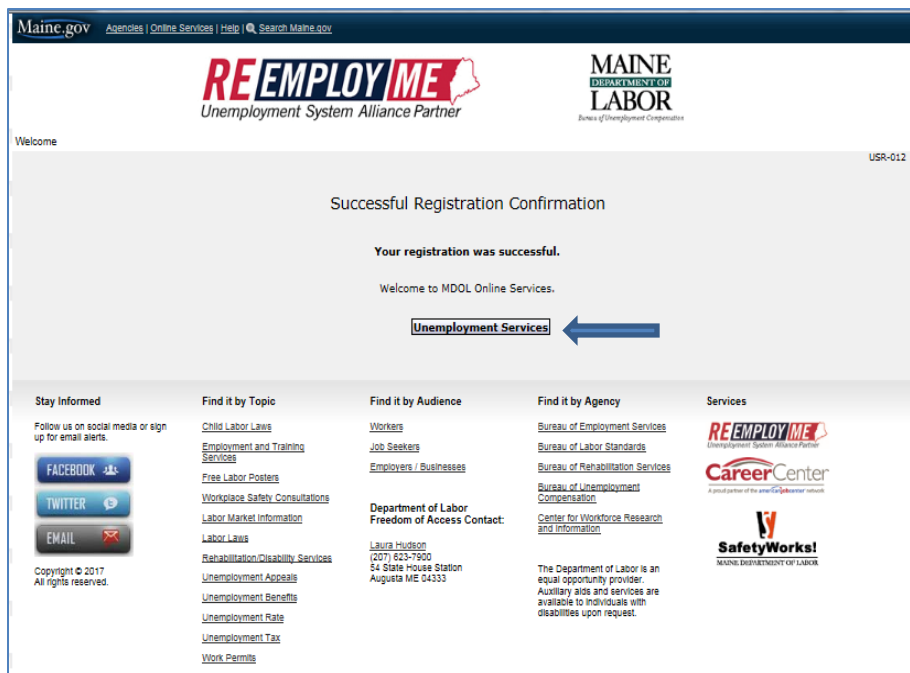 Maine.gov Agencies | Online Services | Help | Search Maine.gov
REEMPLOYME
Unemployment System Alliance Partner
MAINE
DEPARTMENT OF
LABOR
Bureau of Unemployment Compensation
Welcome
USR-012
Successful Registration Confirmation
Your registration was successful.
Welcome to MDOL Online Services.
Unemployment Services
Stay Informed
Follow us on social media or sign
up for email alerts.
FACEBOOK
TWITTER
EMAIL
Copyright © 2017
All rights reserved.
Find it by Topic
Child Labor Laws
Employment and Training
Services
Free Labor Posters
Workplace Safety Consultations
Labor Market Information
Labor Laws
Rehabilitation/Disability Services
Unemployment Appeals
Unemployment Benefits
Unemployment Rate
Unemployment Tax
Work Permits
Find it by Audience
Workers
Job Seekers
Employers / Businesses
Department of Labor
Freedom of Access Contact:
Laura Hudson
(207) 623-7900
54 State House Station
Augusta ME 04333
Find it by Agency
Bureau of Employment Services
Bureau of Labor Standards
Bureau of Rehabilitation Services
Bureau of Unemployment
Compensation
Center for Workforce Research
and Information
The Department of Labor is an
equal opportunity provider.
Auxiliary aids and services are
available to individuals with
disabilities upon request.
Services
REEMPLOYME
Unemployment System Alliance Partner
CareerCenter
A proud partner of the americanjobcenter network
SafetyWorks!
MAINE DEPARTMENT OF LABOR